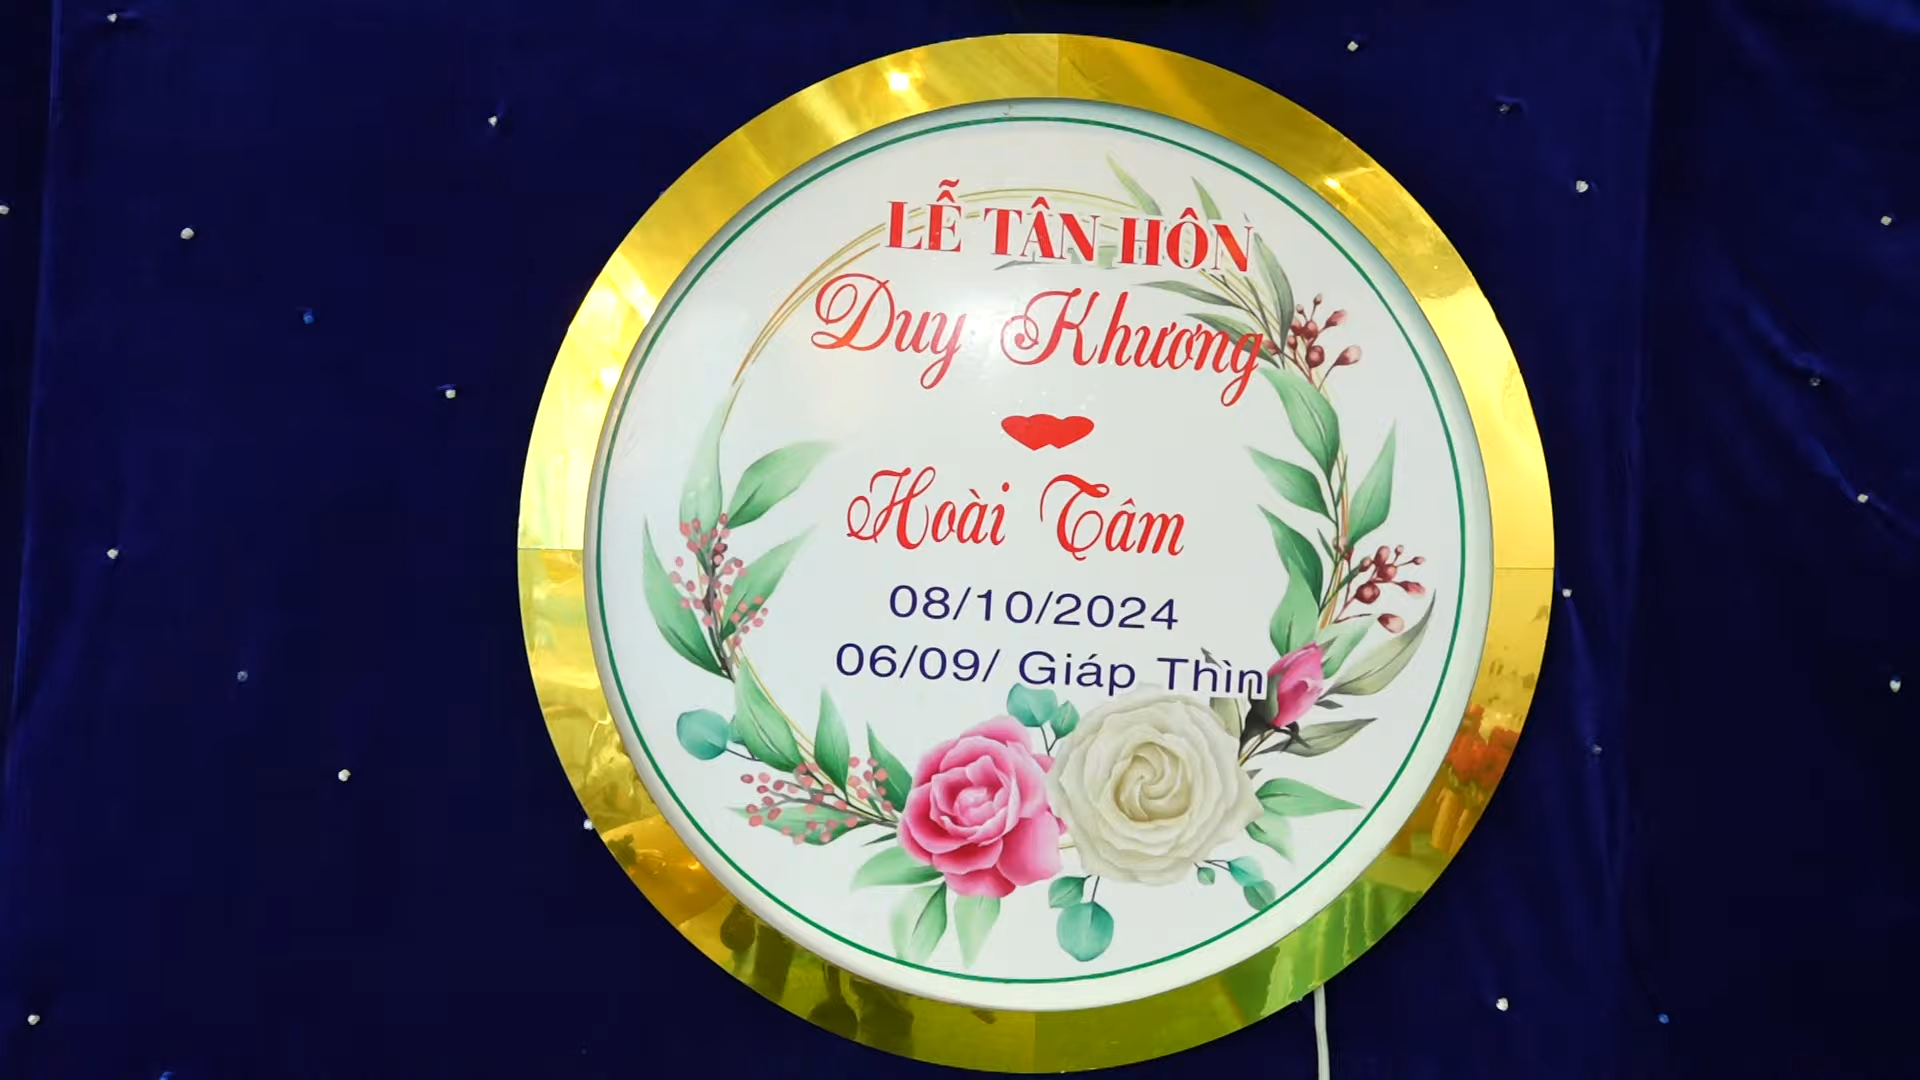 LỄ TÂN HÔN
Duy Khương
Hoài Tâm
08/10/2024
06/09/ Giáp Thìn